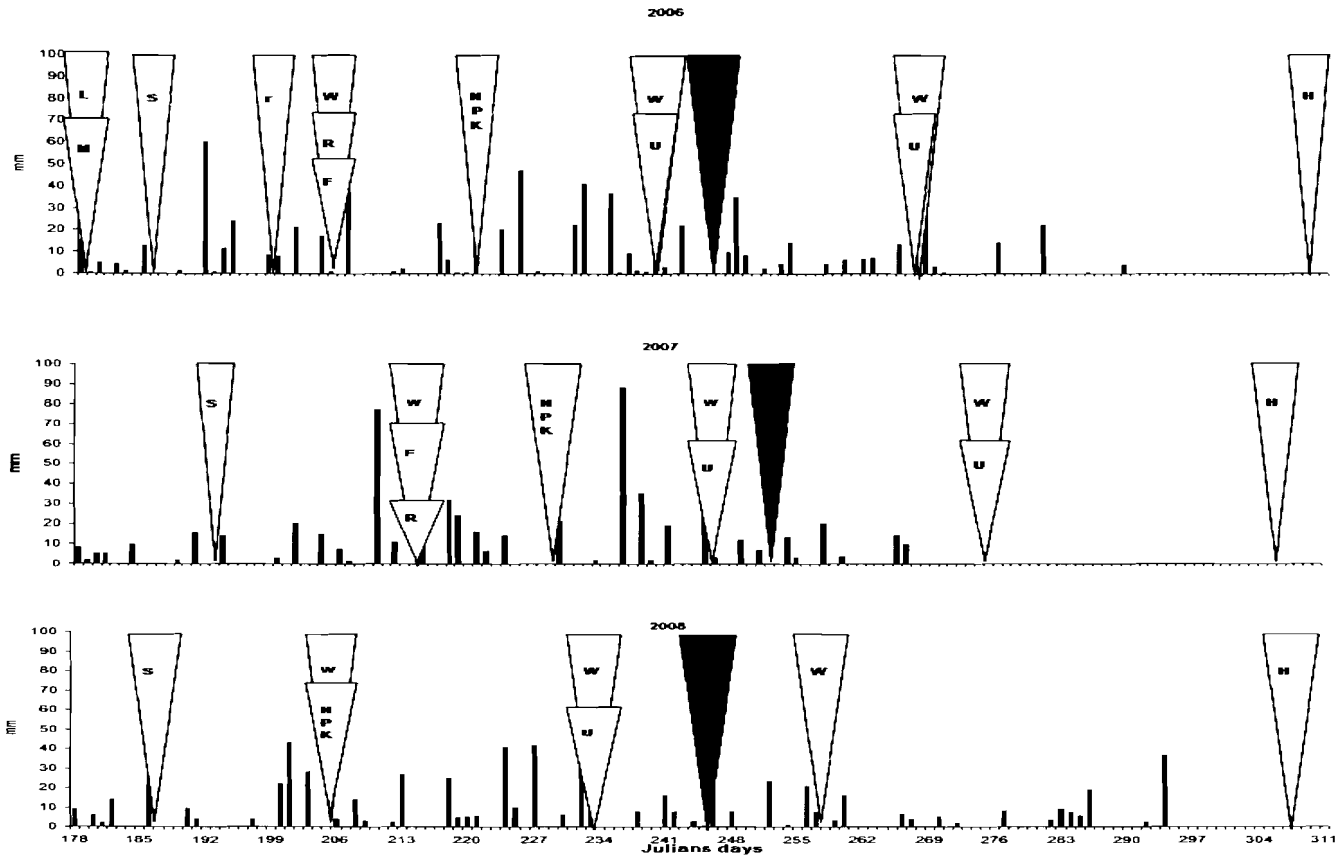 2006
100
90
80
70
60
50
40
30
20
10
0
mm
L
M
S
F
W
R
F
N
P
K
W
U
W
U
H
2007
100
90
80
70
60
50
40
30
20
10
0
mm
S
W
F
R
N
P
K
W
U
W
U
H
2008
100
90
80
70
60
50
40
30
20
10
0
mm
S
W
N
P
K
W
U
W
H
178 185 192 199 206 213 220 227 234 241 248 255 262 269 276 283 290 297 304 311
Julians days